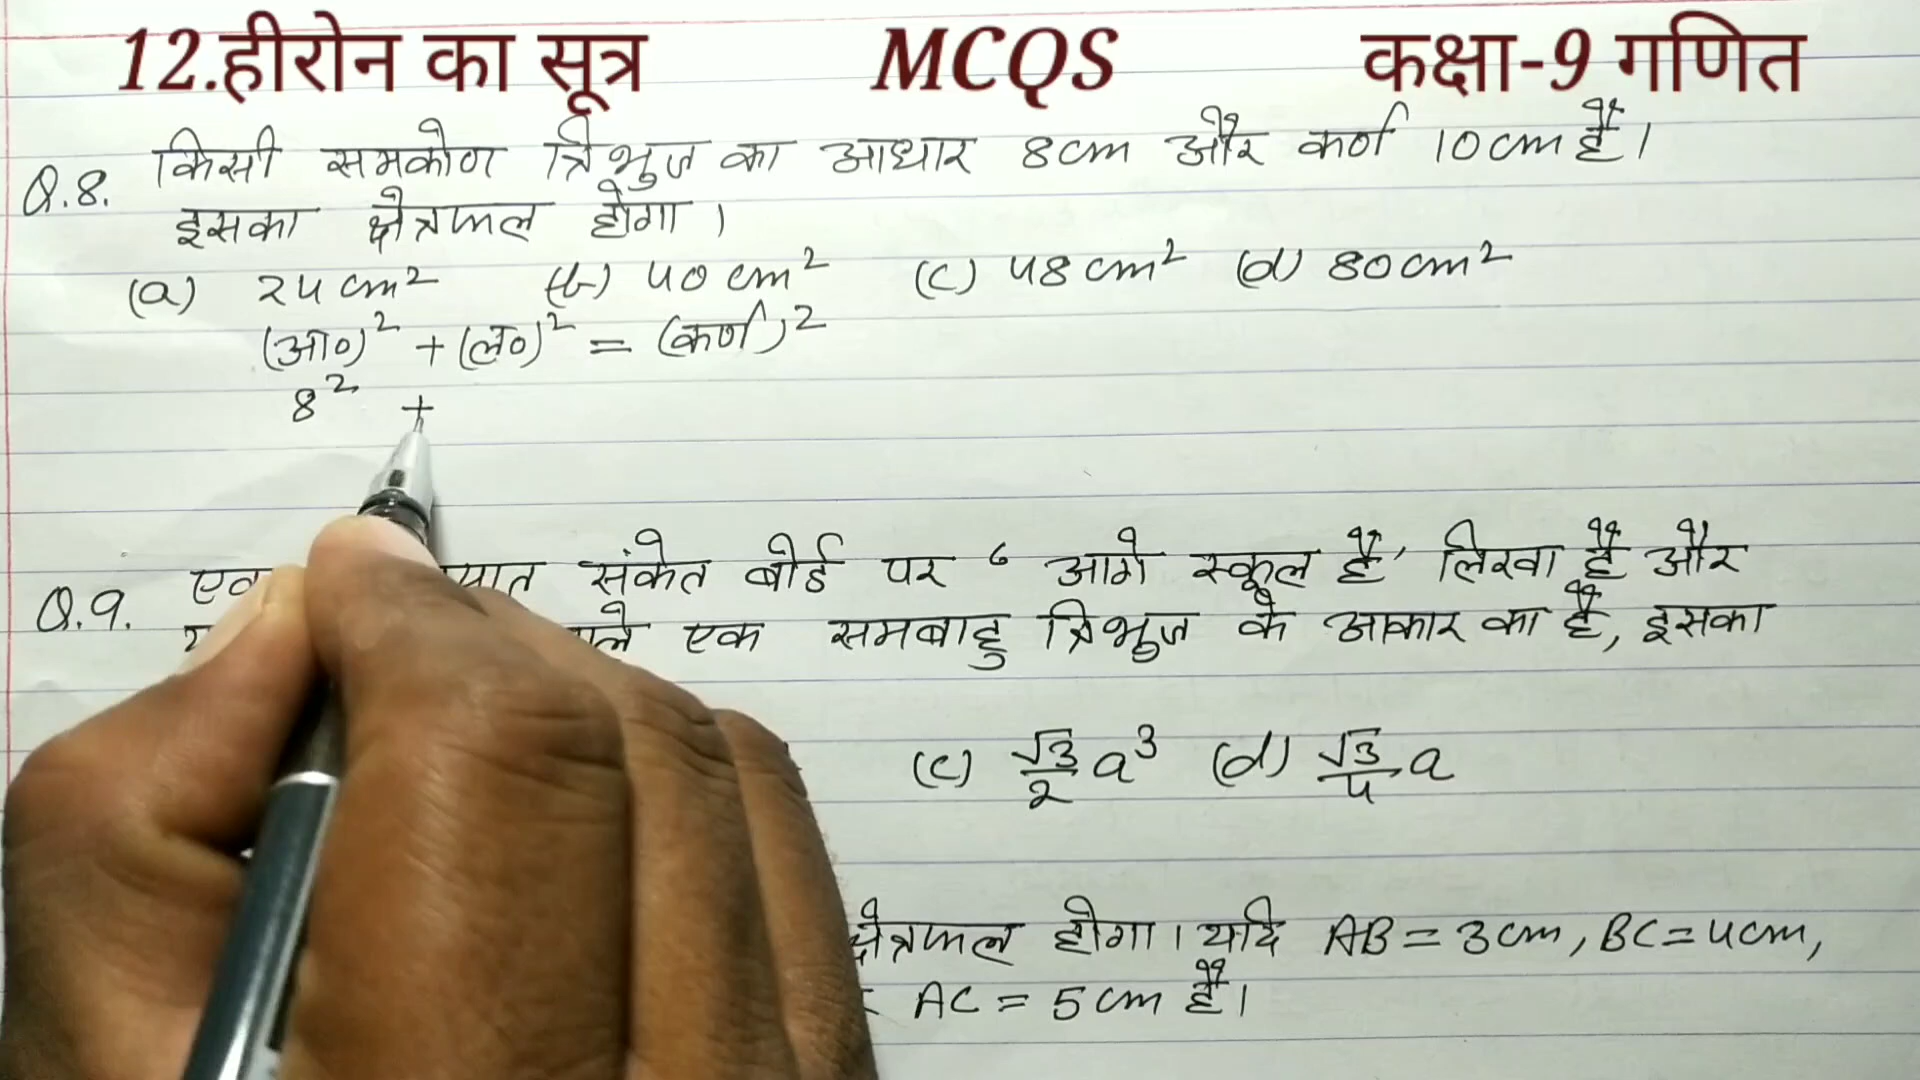 12.हीरोन का सूत्र MCQS कक्षा-9 गणित
Q.8. किसी समकोण त्रिभुज का आधार 8cm और कर्ण 10cm हैं।
इसका क्षेत्रफल होगा।
(a) 24cm² (b) 40cm² (c) 48cm² (d) 80cm²
(आ०)² + (ल०)² = (कर्ण)²
8² +
Q.9. संकेत बोर्ड पर ‘ आगे स्कूल है’ लिखा हैं और
एक समबाहु त्रिभुज के आकार का हैं, इसका
(c) √3/2 a³ (d) √3/4 a
क्षेत्रफल होगा। यदि AB = 3cm, BC = 4cm,
AC = 5cm हैं।